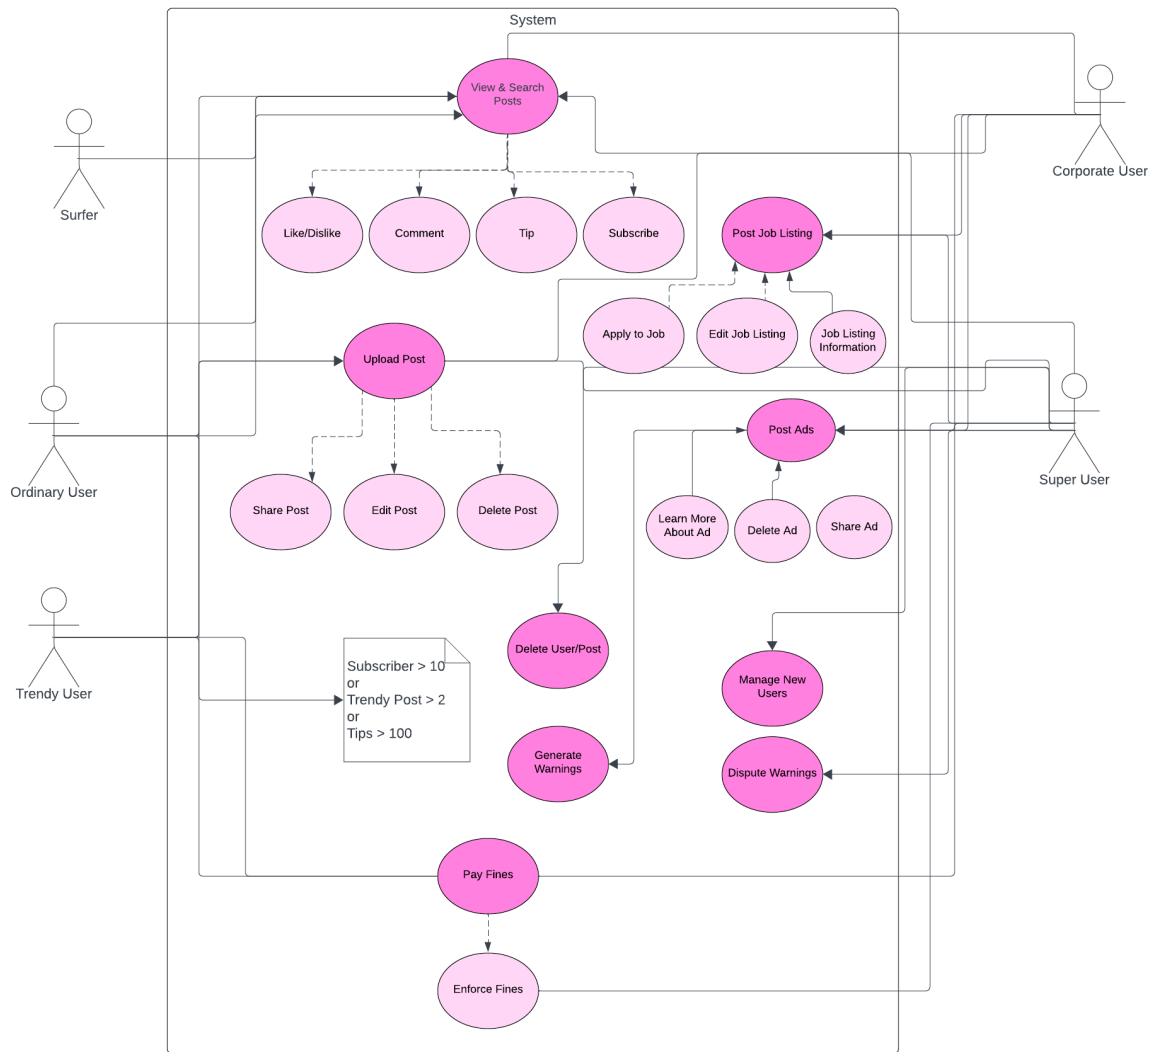 System
View & Search
Posts
Surfer
Corporate User
Like/Dislike
Comment
Tip
Subscribe
Post Job Listing
Apply to Job
Edit Job Listing
Job Listing
Information
Upload Post
Ordinary User
Post Ads
Super User
Share Post
Edit Post
Delete Post
Learn More
About Ad
Delete Ad
Share Ad
Trendy User
Subscriber > 10
or
Trendy Post > 2
or
Tips > 100
Delete User/Post
Manage New
Users
Generate
Warnings
Dispute Warnings
Pay Fines
Enforce Fines